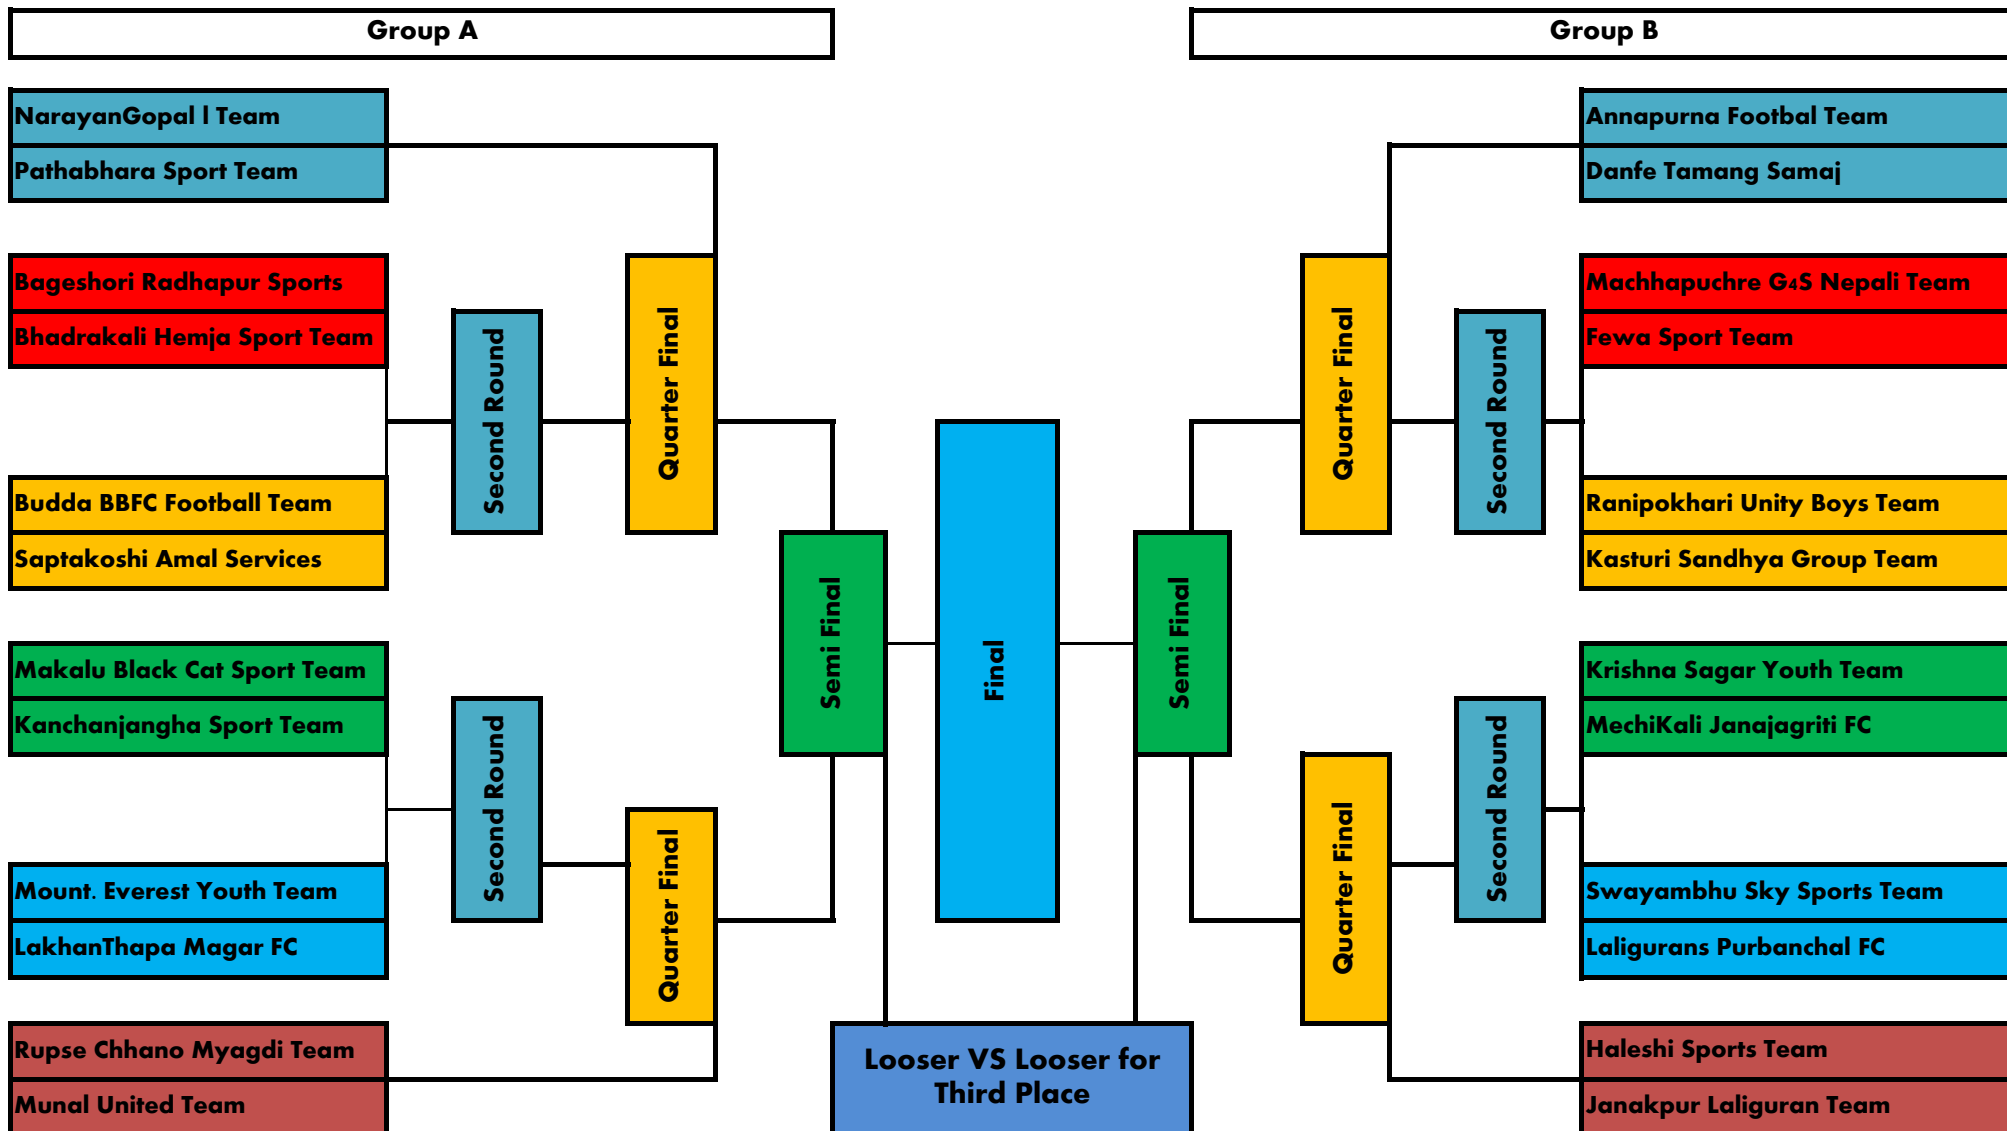 Group A
Group B
NarayanGopal l Team
Pathabhara Sport Team
Bageshori Radhapur Sports
Bhadrakali Hemja Sport Team
Budda BBFC Football Team
Saptakoshi Amal Services
Makalu Black Cat Sport Team
Kanchanjangha Sport Team
Mount. Everest Youth Team
LakhanThapa Magar FC
Rupse Chhano Myagdi Team
Munal United Team
Second Round
Second Round
Quarter Final
Quarter Final
Semi Final
Final
Looser VS Looser for
Third Place
Semi Final
Quarter Final
Quarter Final
Second Round
Second Round
Annapurna Footbal Team
Danfe Tamang Samaj
Machhapuchre G4S Nepali Team
Fewa Sport Team
Ranipokhari Unity Boys Team
Kasturi Sandhya Group Team
Krishna Sagar Youth Team
MechiKali Janajagriti FC
Swayambhu Sky Sports Team
Laligurans Purbanchal FC
Haleshi Sports Team
Janakpur Laliguran Team